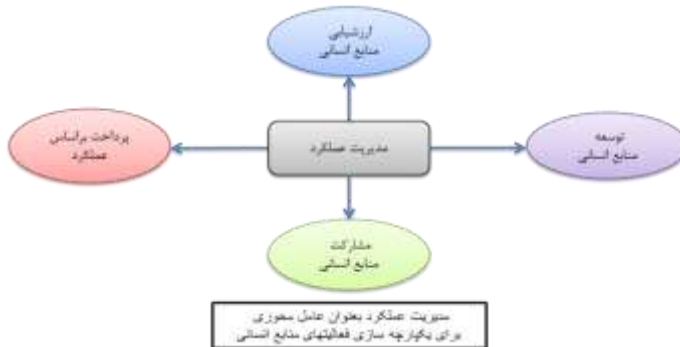 ارزشیابی
منابع انسانی
پرداخت براساس
عملکرد
مدیریت عملکرد
توسعه
منابع انسانی
مشارکت
منابع انسانی
مدیریت عملکرد بعنوان عامل محوری
برای یکپارچه سازی فعالیتهای منابع انسانی